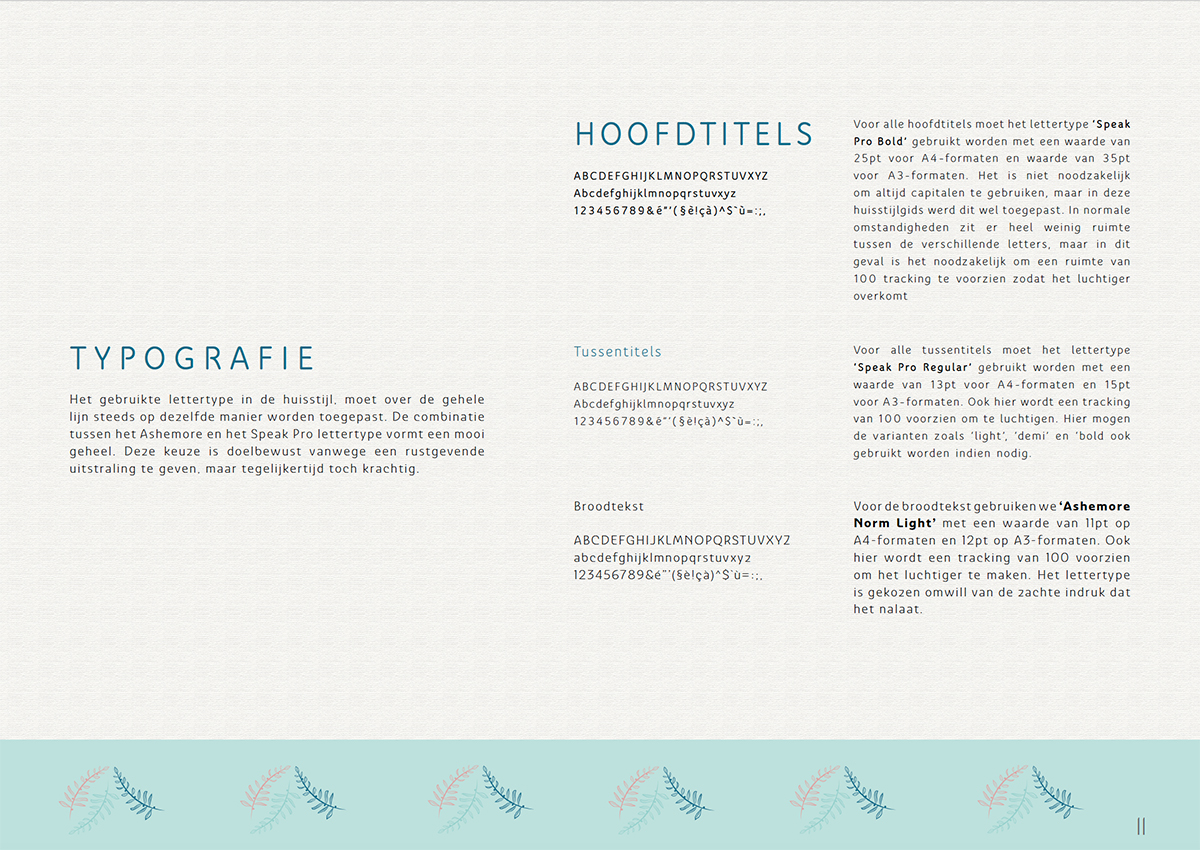 TYPOGRAFIE
Het gebruikte lettertype in de huisstijl, moet over de gehele
lijn steeds op dezelfde manier worden toegepast. De combinatie
tussen het Ashemore en het Speak Pro lettertype vormt een mooi
geheel. Deze keuze is doelbewust vanwege een rustgevende
uitstraling te geven, maar tegelijkertijd toch krachtig.
HOOFDTITELS
ABCDEFGHIJKLMNOPQRSTUVXYZ
Abcdefghijklmnopqrstuvxyz
123456789&é"'(§è!çà)^$`ù=:;,
Voor alle hoofdtitels moet het lettertype 'Speak
Pro Bold' gebruikt worden met een waarde van
25pt voor A4-formaten en waarde van 35pt
voor A3-formaten. Het is niet noodzakelijk
om altijd capitalen te gebruiken, maar in deze
huisstijlgids werd dit wel toegepast. In normale
omstandigheden zit er heel weinig ruimte
tussen de verschillende letters, maar in dit
geval is het noodzakelijk om een ruimte van
100 tracking te voorzien zodat het luchtiger
overkomt
Tussentitels
ABCDEFGHIJKLMNOPQRSTUVXYZ
Abcdefghijklmnopqrstuvxyz
123456789&é"'(§è!çà)^$`ù=:;,
Voor alle tussentitels moet het lettertype
'Speak Pro Regular' gebruikt worden met een
waarde van 13pt voor A4-formaten en 15pt
voor A3-formaten. Ook hier wordt een tracking
van 100 voorzien om te luchtigen. Hier mogen
de varianten zoals 'light', 'demi' en 'bold ook
gebruikt worden indien nodig.
Broodtekst
ABCDEFGHIJKLMNOPQRSTUVXYZ
abcdefghijklmnopqrstuvxyz
123456789&é"'(§è!çà)^$`ù=:;,
Voor de broodtekst gebruiken we 'Ashemore
Norm Light' met een waarde van 11pt op
A4-formaten en 12pt op A3-formaten. Ook
hier wordt een tracking van 100 voorzien
om het luchtiger te maken. Het lettertype
is gekozen omwill van de zachte indruk dat
het nalaat.
11